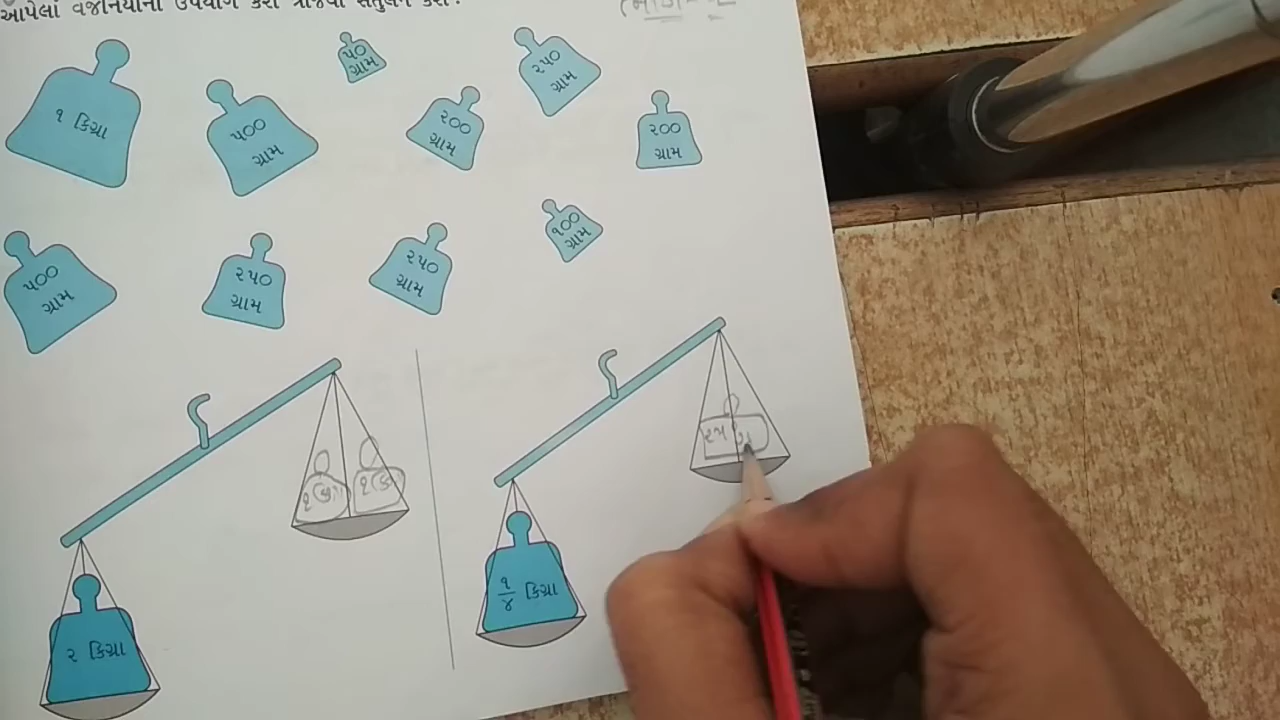 આપેલાં વજનિયાંનો ઉપયોગ કરી ત્રાજવાં સંતુલિત કરો :
૫૦
ગ્રામ
૨૫૦
ગ્રામ
૧ કિગ્રા
૫૦૦
ગ્રામ
૨૦૦
ગ્રામ
૨૦૦
ગ્રામ
૫૦૦
ગ્રામ
૨૫૦
ગ્રામ
૨૫૦
ગ્રામ
૧૦૦
ગ્રામ
૧ કિગ્રા
૧ કિગ્રા
૨ કિગ્રા
૧/૪ કિગ્રા